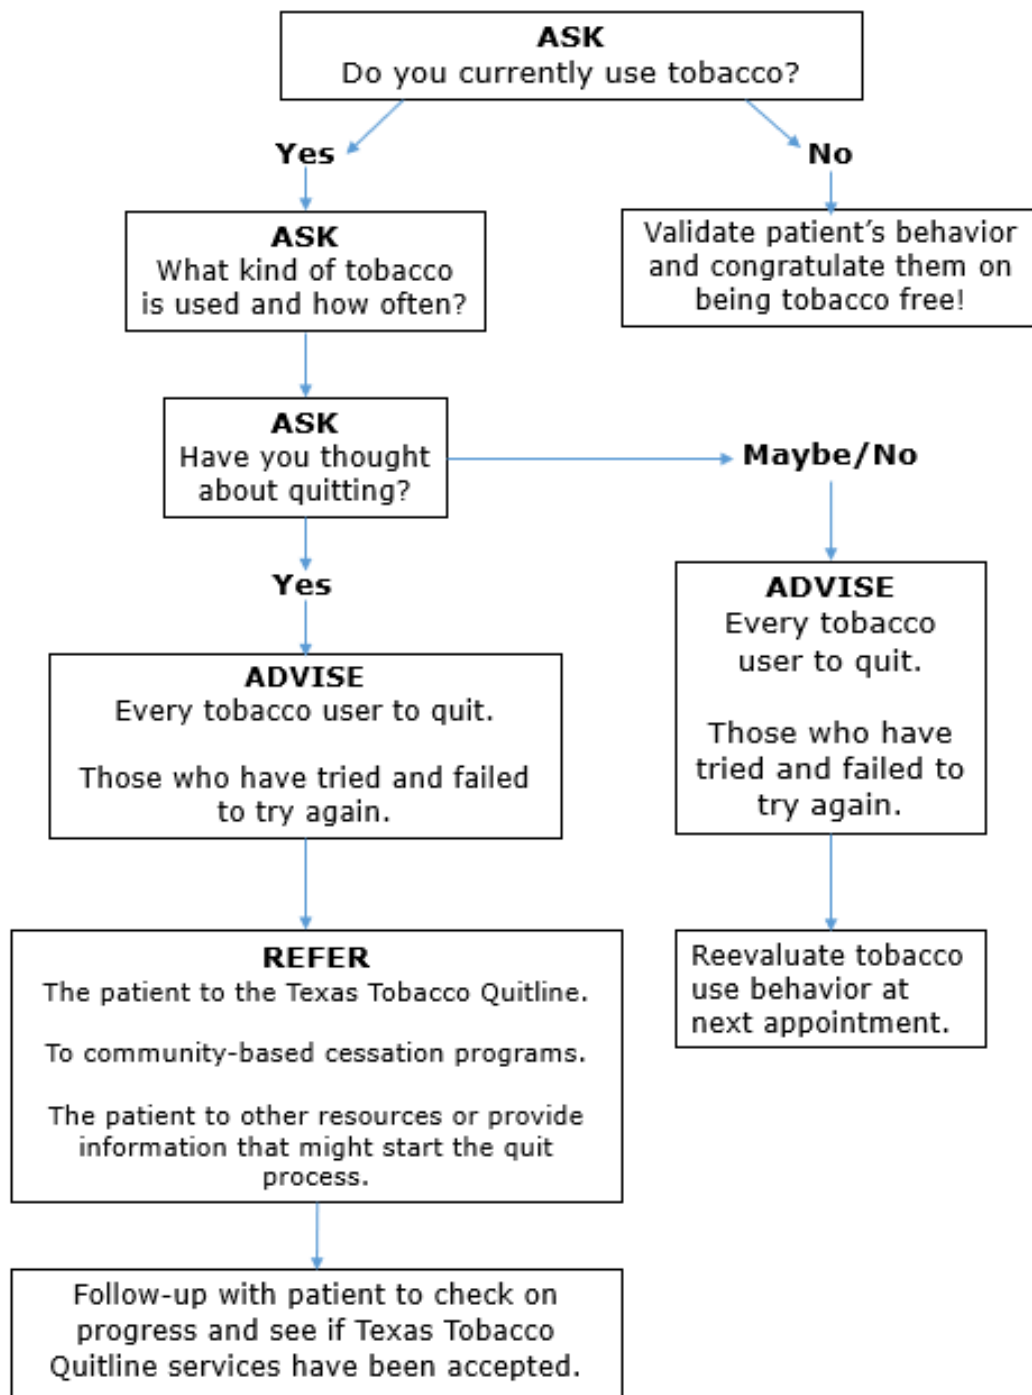 ASK
Do you currently use tobacco?
Yes
No
ASK
What kind of tobacco
is used and how often?
Validate patient's behavior
and congratulate them on
being tobacco free!
ASK
Have you thought
about quitting?
Maybe/No
Yes
ADVISE
Every tobacco user to quit.
Those who have tried and failed
to try again.
ADVISE
Every tobacco
user to quit.
Those who have
tried and failed to
try again.
REFER
The patient to the Texas Tobacco Quitline.
To community-based cessation programs.
The patient to other resources or provide
information that might start the quit
process.
Reevaluate tobacco
use behavior at
next appointment.
Follow-up with patient to check on
progress and see if Texas Tobacco
Quitline services have been accepted.